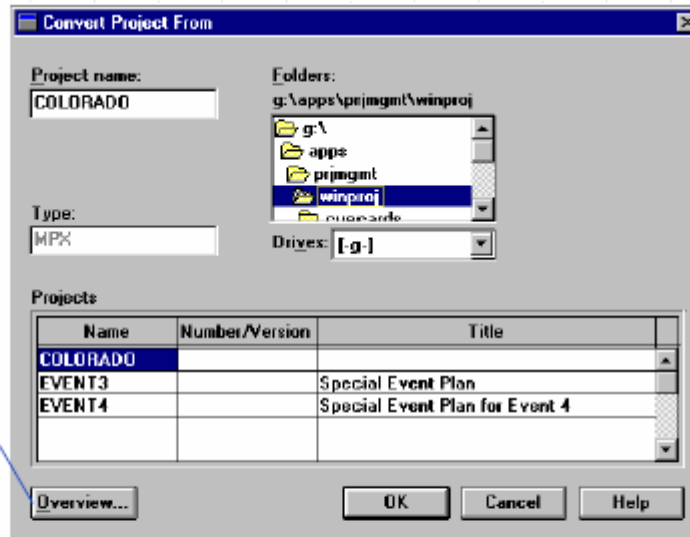 Convert Project From
Project name:
COLORADO
Folders:
g:\apps\prjmgmt\winproj
g:\
apps
prjmgmt
winproj
Type:
MPX
Drives: [-g-]
Projects
Name Number/Version Title
COLORADO
EVENT3 Special Event Plan
EVENT4 Special Event Plan for Event 4
Overview... OK Cancel Help